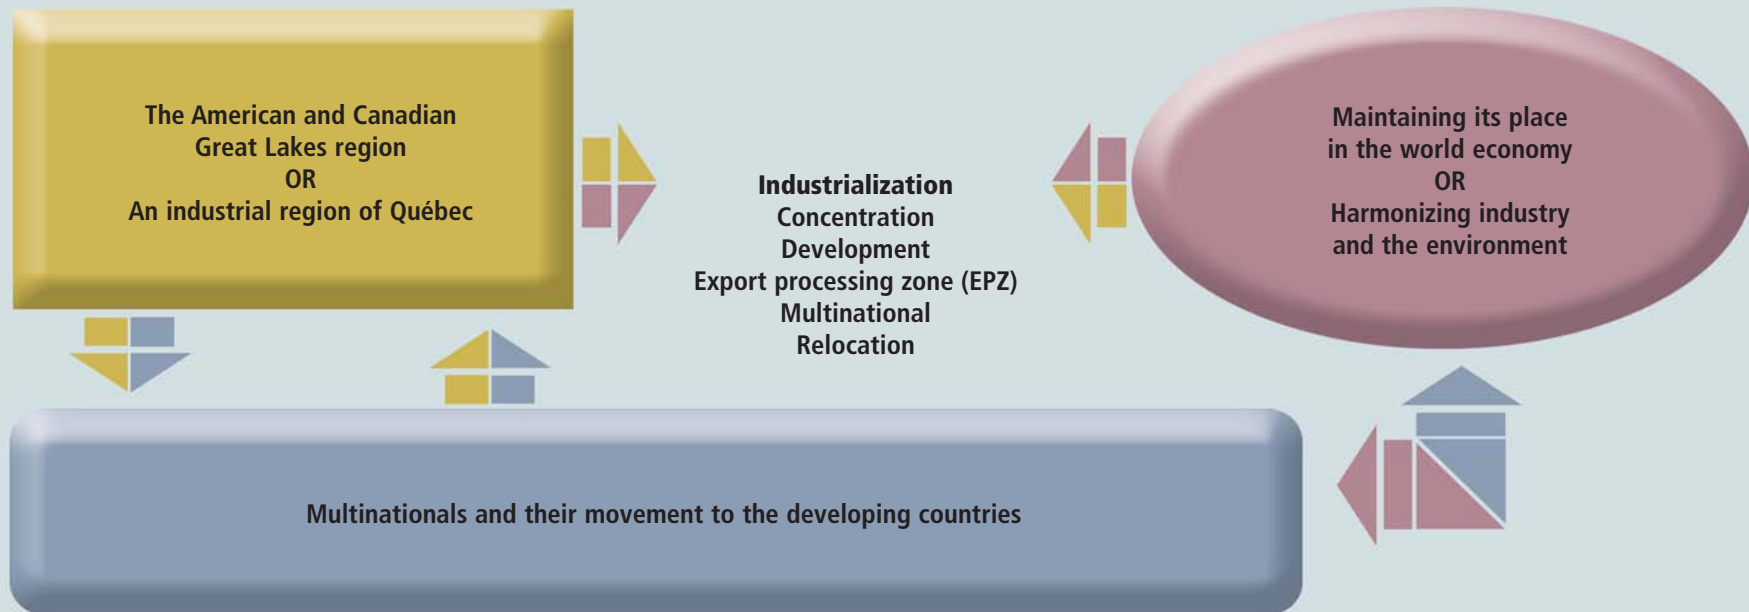 The American and Canadian
Great Lakes region
OR
An industrial region of Québec
Industrialization
Concentration
Development
Export processing zone (EPZ)
Multinational
Relocation
Maintaining its place
in the world economy
OR
Harmonizing industry
and the environment
Multinationals and their movement to the developing countries